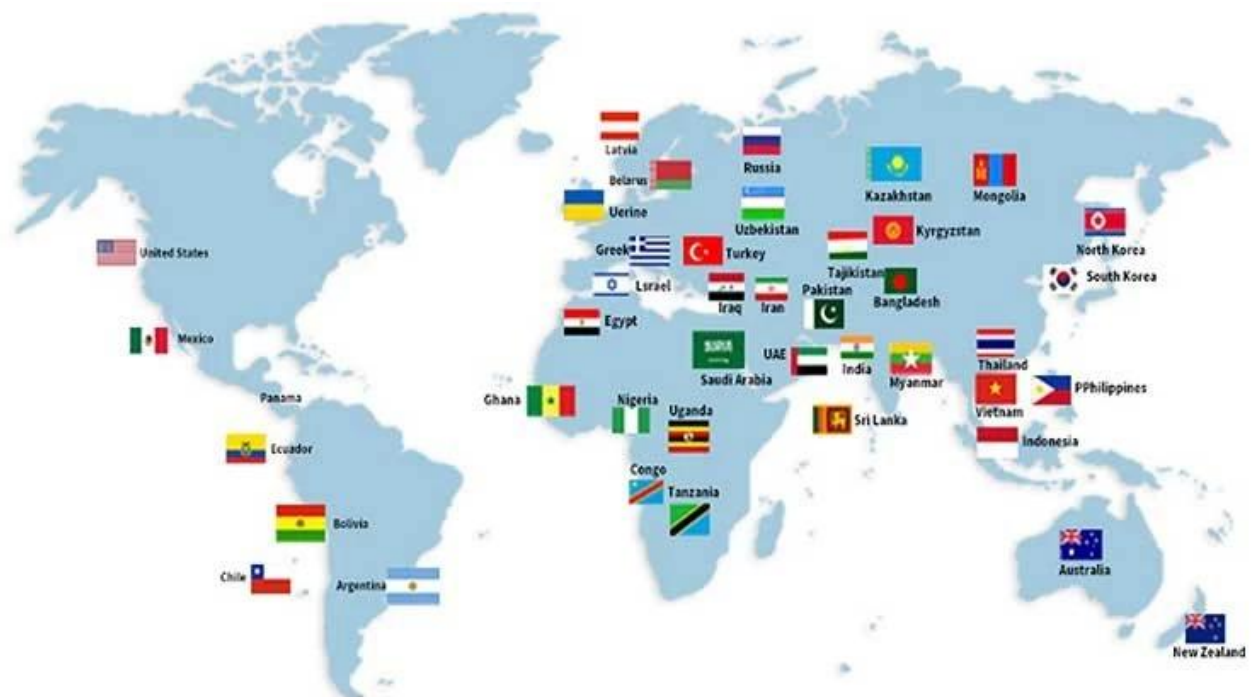 Latvia
Russia
Belarus
Kazakhstan
Mongolia
Uerine
Uzbekistan
Kyrgyzstan
North Korea
United States
Greek
Turkey
Tajikistan
South Korea
Lsrael
Iraq
Iran
Pakistan
Bangladesh
Egypt
Mexico
UAE
India
Thailand
Saudi Arabia
Myanmar
PPhilippines
Panama
Ghana
Nigeria
Uganda
Vietnam
Sri Lanka
Indonesia
Ecuador
Congo
Tanzania
Bolivia
Australia
Chile
Argentina
New Zealand